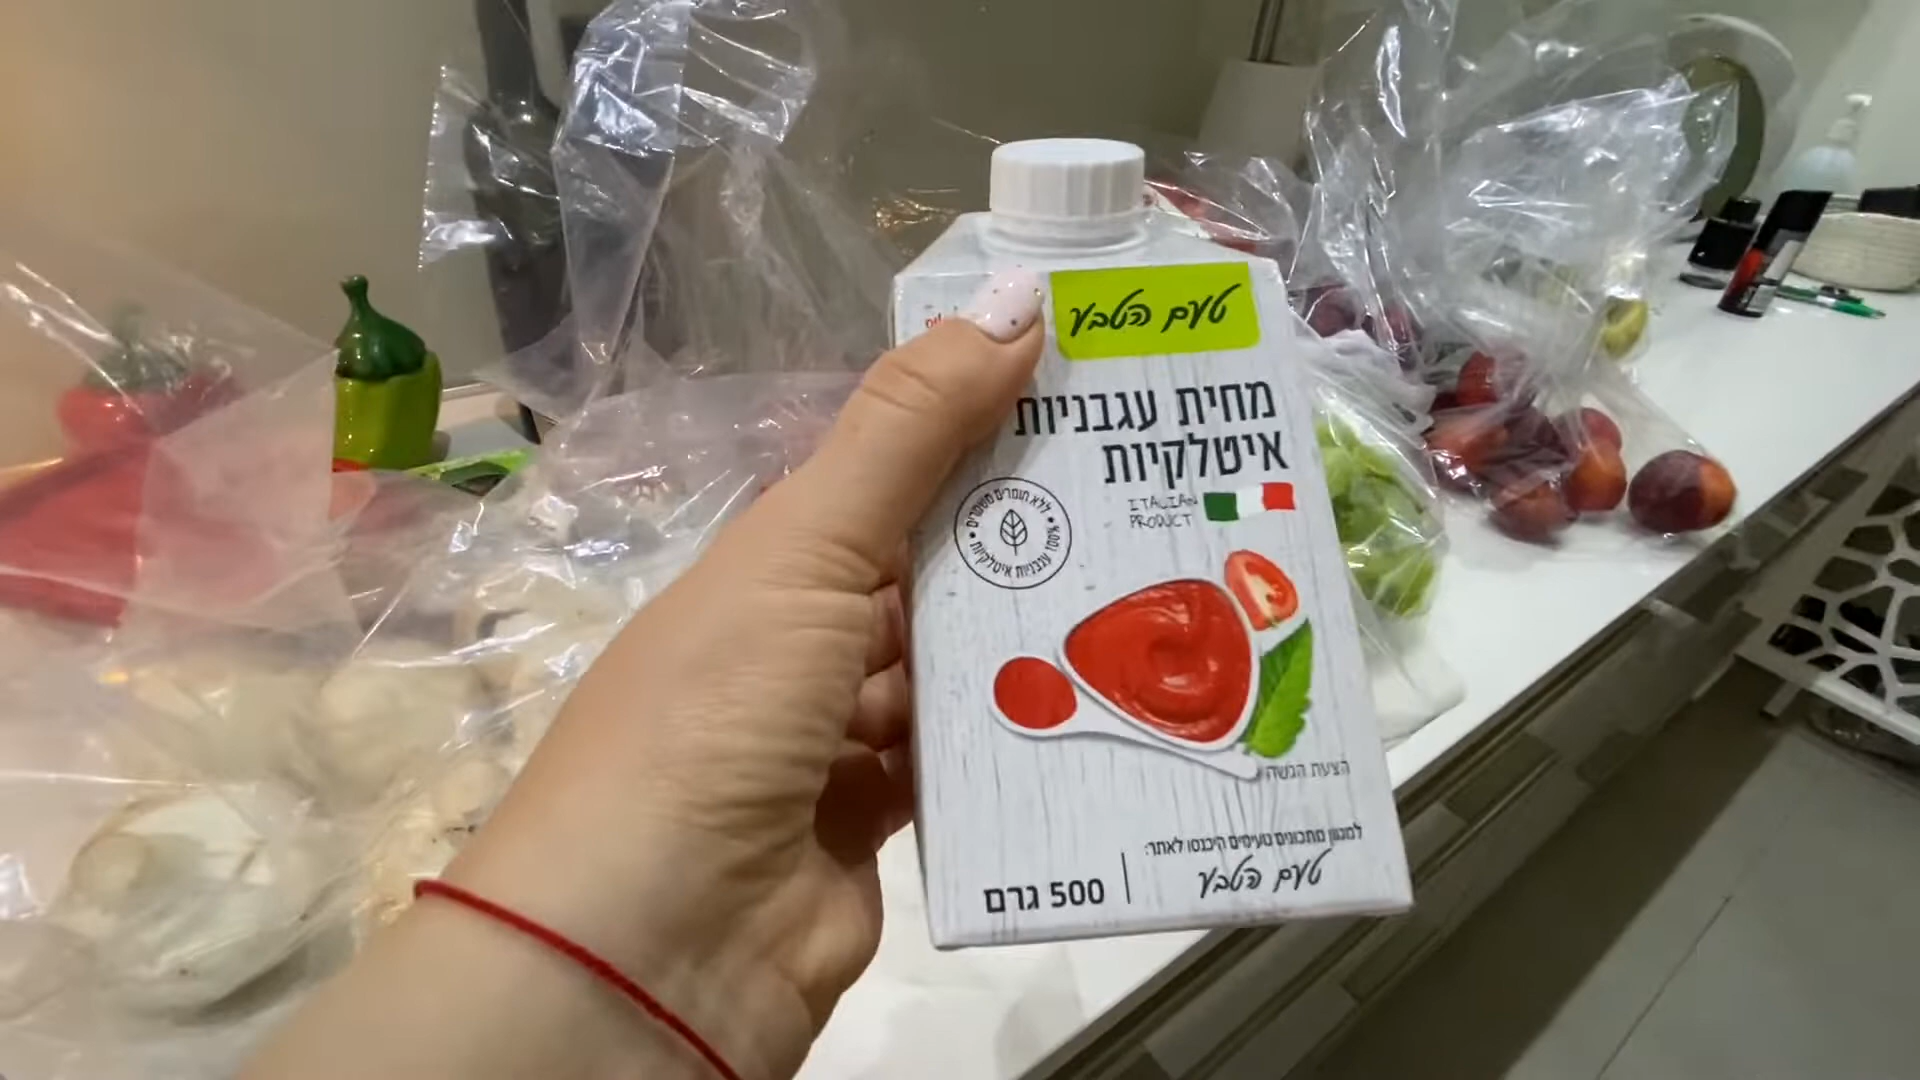 טעם הטבע
מחית עגבניות
איטלקיות
ITALIAN
PRODUCT
ללא חומרים משמרים
100% עגבניות איטלקיות
הצעת הגשה
למגוון מתכונים טעימים היכנסו לאתר:
טעם הטבע
500 גרם